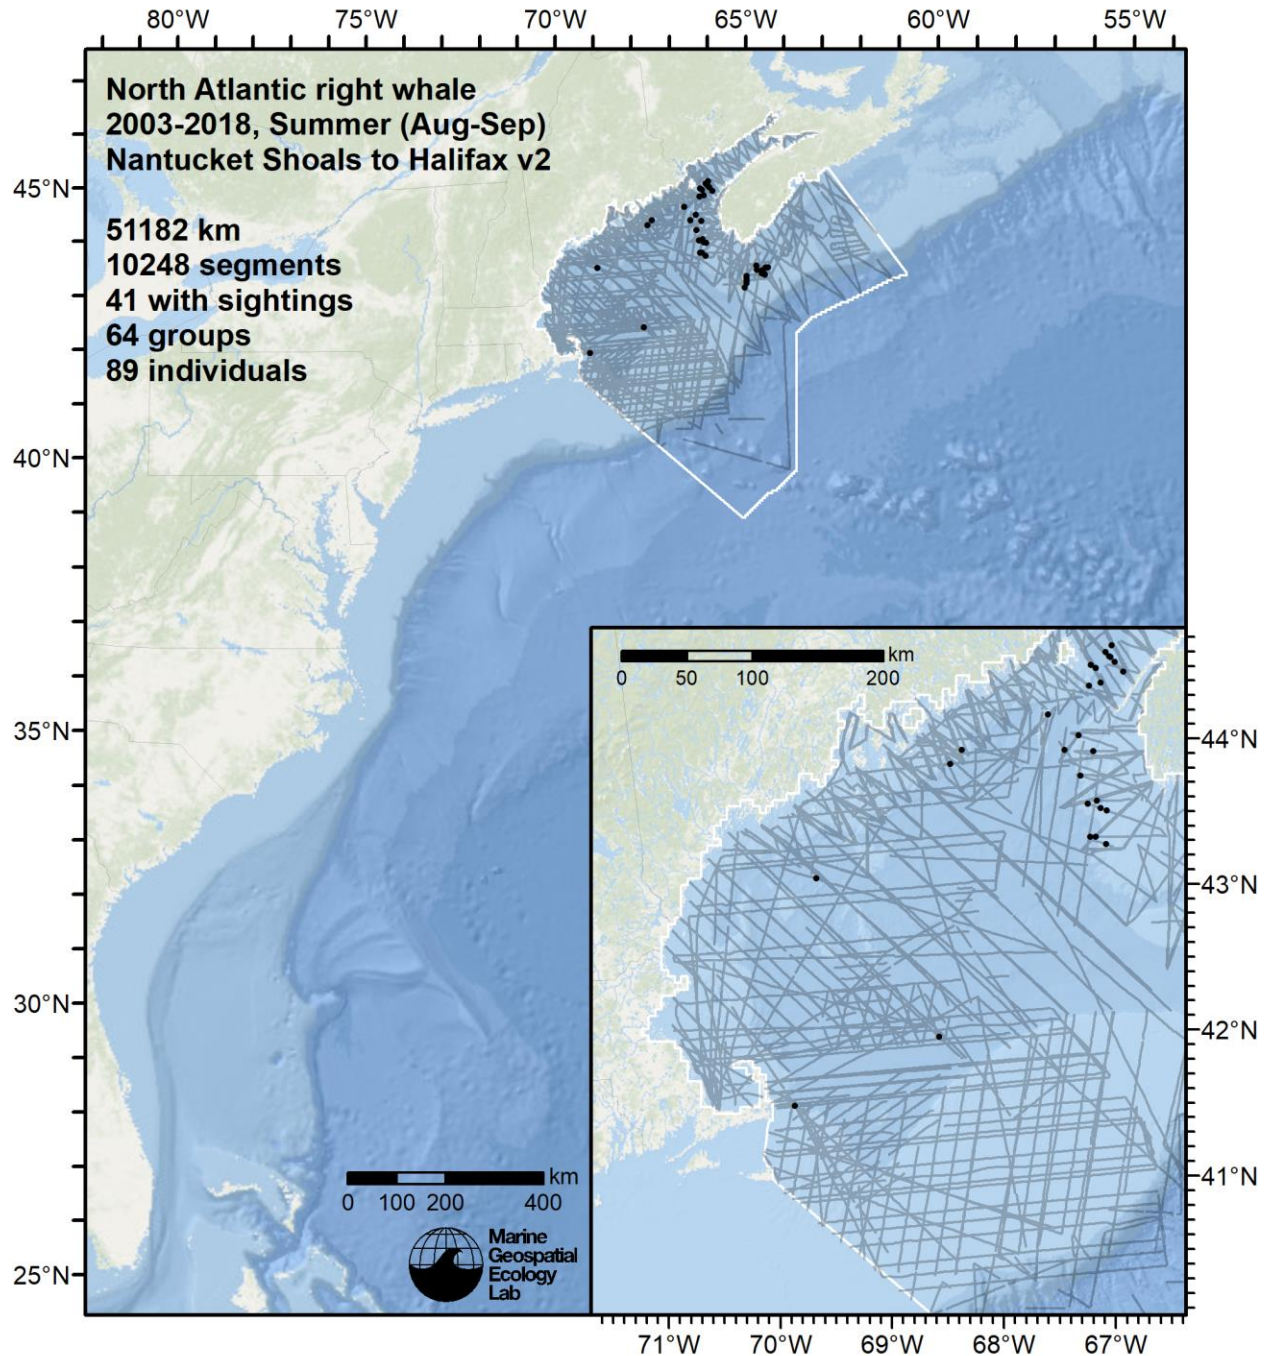 80°W 75°W 70°W 65°W 60°W 55°W
North Atlantic right whale
2003-2018, Summer (Aug-Sep)
Nantucket Shoals to Halifax v2
51182 km
10248 segments
41 with sightings
64 groups
89 individuals
45°N
40°N
35°N
30°N
25°N
km
0 50 100 200
44°N
43°N
42°N
41°N
km
0 100 200 400
Marine
Geospatial
Ecology
Lab
71°W 70°W 69°W 68°W 67°W